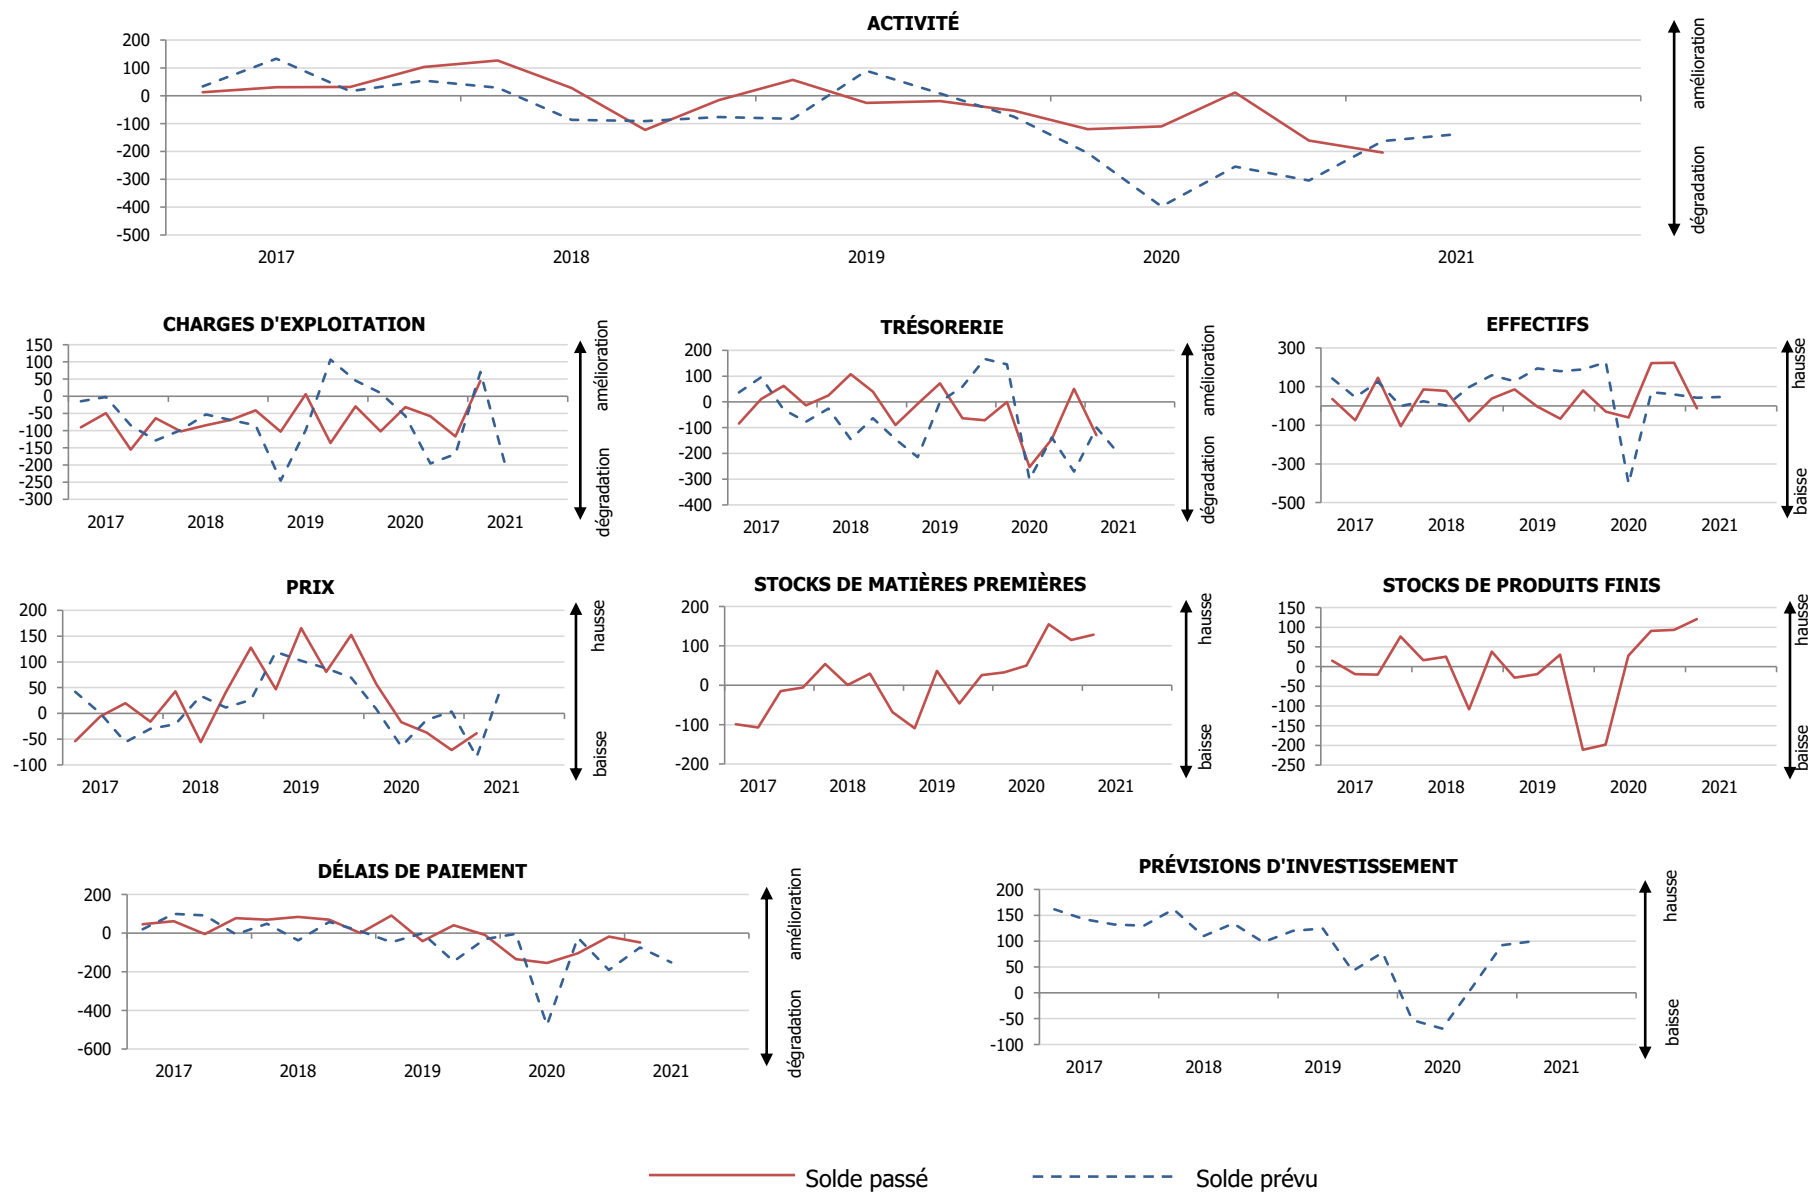 ACTIVITÉ
200
100
0
-100
-200
-300
-400
-500
2017 2018 2019 2020 2021
amélioration
dégradation
CHARGES D'EXPLOITATION
150
100
50
0
-50
-100
-150
-200
-250
-300
2017 2018 2019 2020 2021
amélioration
dégradation
TRÉSORERIE
200
100
0
-100
-200
-300
-400
2017 2018 2019 2020 2021
amélioration
dégradation
EFFECTIFS
300
100
-100
-300
-500
2017 2018 2019 2020 2021
hausse
baisse
PRIX
200
150
100
50
0
-50
-100
2017 2018 2019 2020 2021
hausse
baisse
STOCKS DE MATIÈRES PREMIÈRES
200
100
0
-100
-200
2017 2018 2019 2020 2021
hausse
baisse
STOCKS DE PRODUITS FINIS
150
100
50
0
-50
-100
-150
-200
-250
2017 2018 2019 2020 2021
hausse
baisse
DÉLAIS DE PAIEMENT
200
0
-200
-400
-600
2017 2018 2019 2020 2021
amélioration
dégradation
PRÉVISIONS D'INVESTISSEMENT
200
150
100
50
0
-50
-100
2017 2018 2019 2020 2021
hausse
baisse
Solde passé Solde prévu